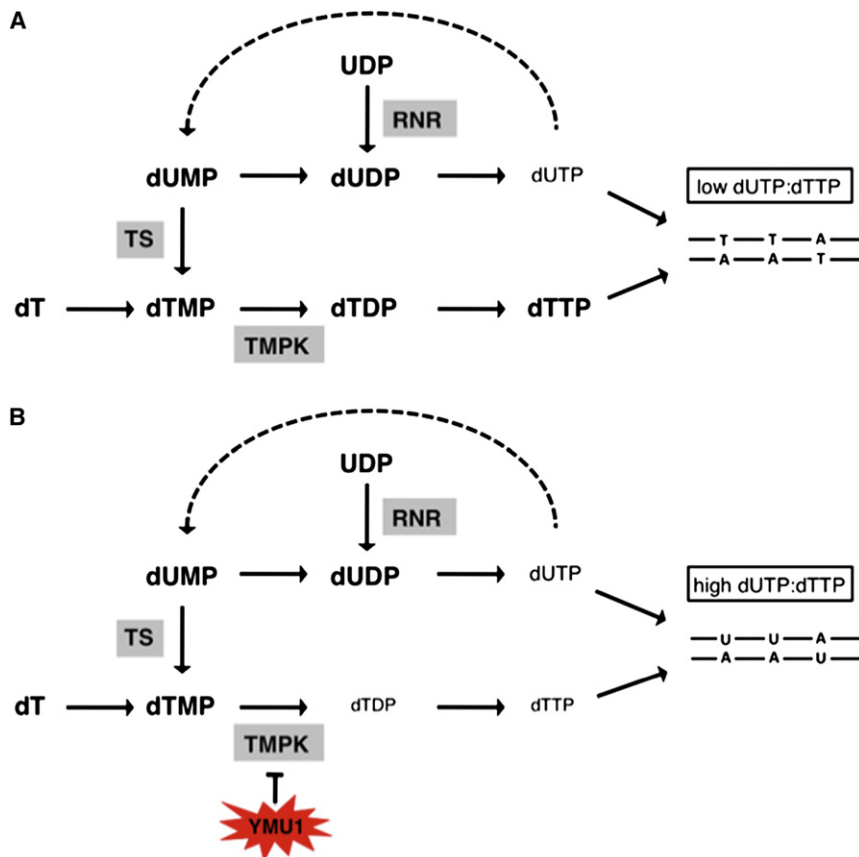 A
UDP
RNR
dUMP dUDP dUTP
low dUTP:dTTP
TS
T T A
A A T
dT dTMP dTDP dTTP
TMPK
B
UDP
RNR
dUMP dUDP dUTP
high dUTP:dTTP
TS
U U A
A A U
dT dTMP dTDP dTTP
TMPK
YMU1